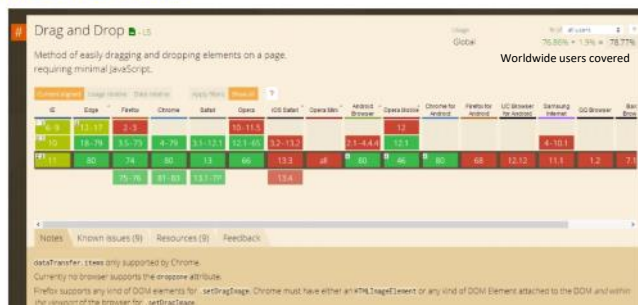 # Drag and Drop - LS
Usage % of all users ?
Global 76.86% + 1.9% = 78.77%
Method of easily dragging and dropping elements on a page,
requiring minimal JavaScript.
Worldwide users covered
Current aligned Usage relative Date relative Apply filters Show all ?
IE Edge Firefox Chrome Safari Opera iOS Safari Opera Mini Android Browser Opera Mobile Chrome for Android Firefox for Android UC Browser for Android Samsung Internet QQ Browser
6-9 12-17 2-3 10-11.5 12
10 18-79 3.5-73 4-79 3.1-12.1 12.1-65 3.2-13.2 2.1-4.4.4 12.1 4-10.1
11 80 74 80 13 66 13.3 all 80 46 80 68 12.12 11.1 1.2 7.1
75-76 81-83 13.1-TP 13.4
Notes Known issues (9) Resources (9) Feedback
dataTransfer.items only supported by Chrome.
Currently no browser supports the dropzone attribute.
Firefox supports any kind of DOM elements for .setDragImage. Chrome must have either an HTMLImageElement or any kind of DOM Element attached to the DOM and within
the viewport of the browser for .setDragImage.